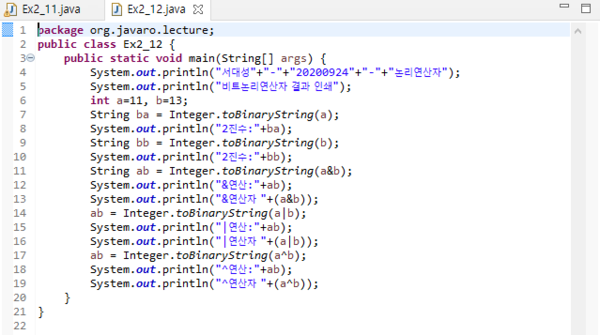 Ex2_11.java Ex2_12.java
1 package org.javaro.lecture;
2 public class Ex2_12 {
3 public static void main(String[] args) {
4 System.out.println("서대성"+"-"+"20200924"+"-"+"논리연산자");
5 System.out.println("비트논리연산자 결과 인쇄");
6 int a=11, b=13;
7 String ba = Integer.toBinaryString(a);
8 System.out.println("2진수:"+ba);
9 String bb = Integer.toBinaryString(b);
10 System.out.println("2진수:"+bb);
11 String ab = Integer.toBinaryString(a&b);
12 System.out.println("&연산:"+ab);
13 System.out.println("&연산자 "+(a&b));
14 ab = Integer.toBinaryString(a|b);
15 System.out.println("|연산:"+ab);
16 System.out.println("|연산자 "+(a|b));
17 ab = Integer.toBinaryString(a^b);
18 System.out.println("^연산:"+ab);
19 System.out.println("^연산자 "+(a^b));
20 }
21 }
22